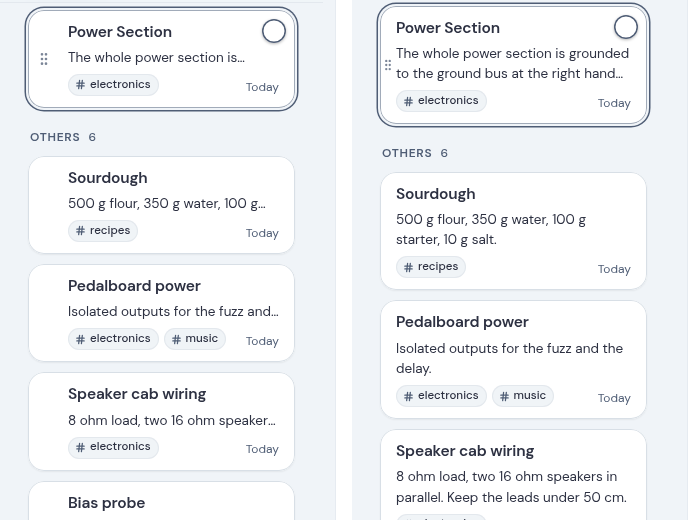 Power Section
The whole power section is...
# electronics
Today
OTHERS 6
Sourdough
500 g flour, 350 g water, 100 g...
# recipes
Today
Pedalboard power
Isolated outputs for the fuzz and...
# electronics # music
Today
Speaker cab wiring
8 ohm load, two 16 ohm speaker...
# electronics
Today
Bias probe
Power Section
The whole power section is grounded
to the ground bus at the right hand...
# electronics
Today
OTHERS 6
Sourdough
500 g flour, 350 g water, 100 g
starter, 10 g salt.
# recipes
Today
Pedalboard power
Isolated outputs for the fuzz and the
delay.
# electronics # music
Today
Speaker cab wiring
8 ohm load, two 16 ohm speakers in
parallel. Keep the leads under 50 cm.